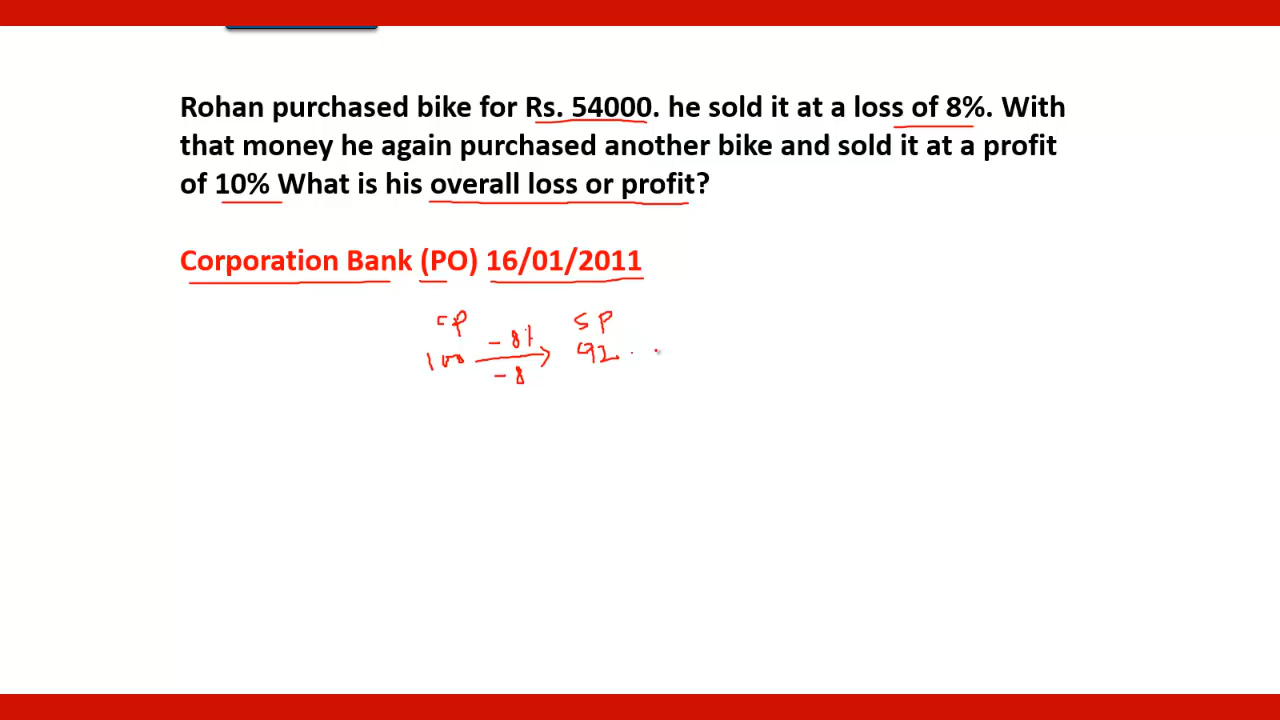 Rohan purchased bike for Rs. 54000. he sold it at a loss of 8%. With
that money he again purchased another bike and sold it at a profit
of 10% What is his overall loss or profit?
Corporation Bank (PO) 16/01/2011
CP SP
- 8%
100 92
- 8